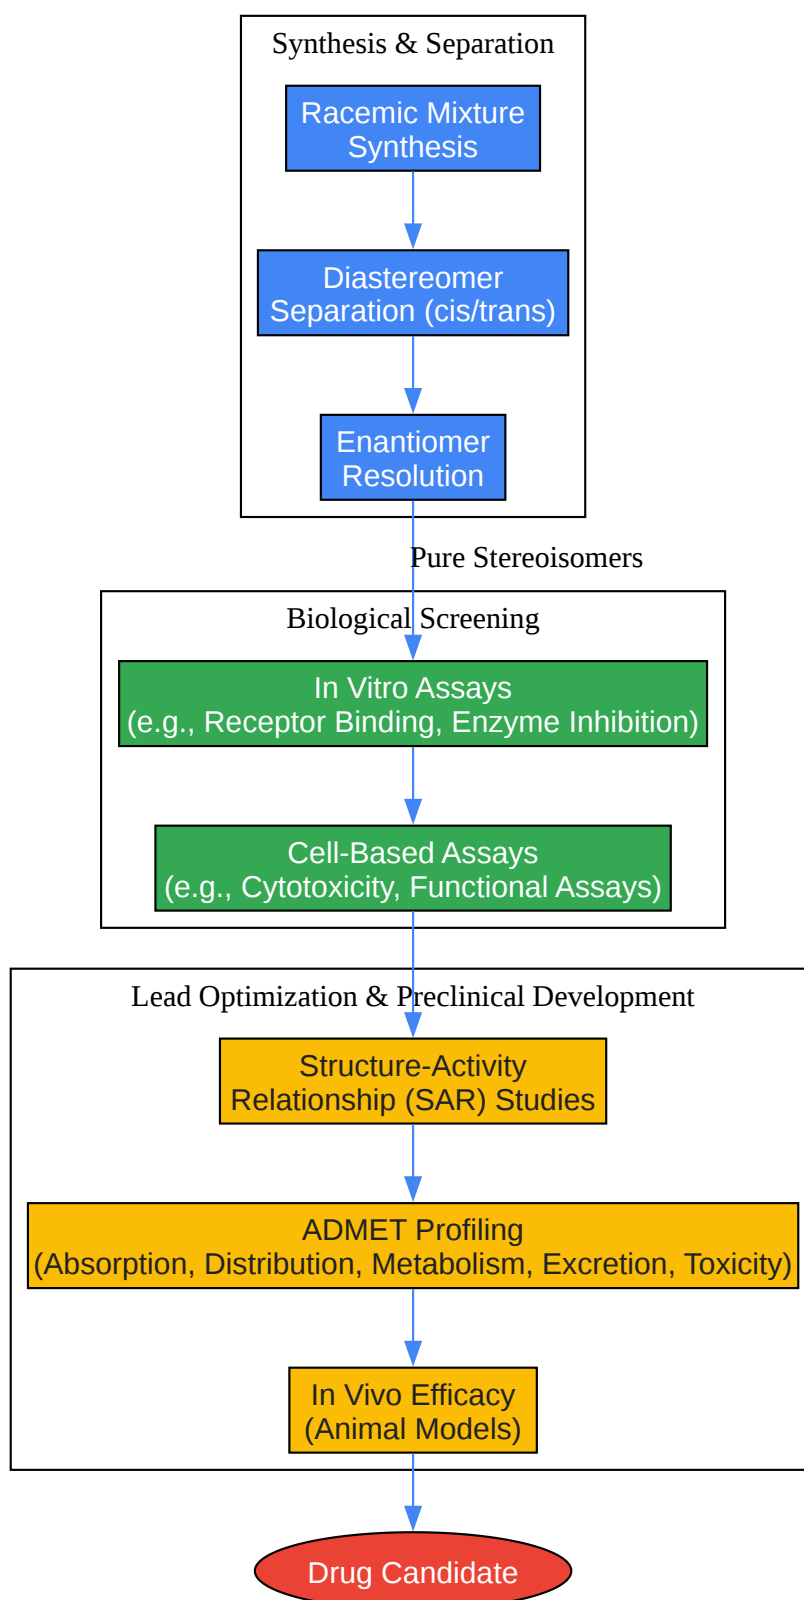 Synthesis & Separation
Racemic Mixture
Synthesis
Diastereomer
Separation (cis/trans)
Enantiomer
Resolution
Pure Stereoisomers
Biological Screening
In Vitro Assays
(e.g., Receptor Binding, Enzyme Inhibition)
Cell-Based Assays
(e.g., Cytotoxicity, Functional Assays)
Lead Optimization & Preclinical Development
Structure-Activity
Relationship (SAR) Studies
ADMET Profiling
(Absorption, Distribution, Metabolism, Excretion, Toxicity)
In Vivo Efficacy
(Animal Models)
Drug Candidate